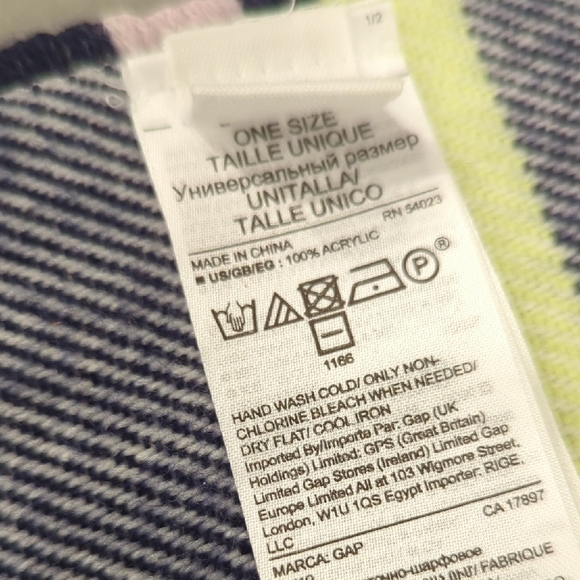 1/2
ONE SIZE
TAILLE UNIQUE
Универсальный размер
UNITALLA/
TALLE UNICO
RN 54023
MADE IN CHINA
■ US/GB/EG : 100% ACRYLIC
P ®
1166
HAND WASH COLD/ ONLY NON-
CHLORINE BLEACH WHEN NEEDED/
DRY FLAT/ COOL IRON
Imported By/Importe Par: Gap (UK
Holdings) Limited; GPS (Great Britain)
Limited Gap Stores (Ireland) Limited Gap
Europe Limited All at 103 Wigmore Street,
London, W1U 1QS Egypt Importer: RIGE,
LLC
CA 17897
MARCA: GAP
FABRIQUE